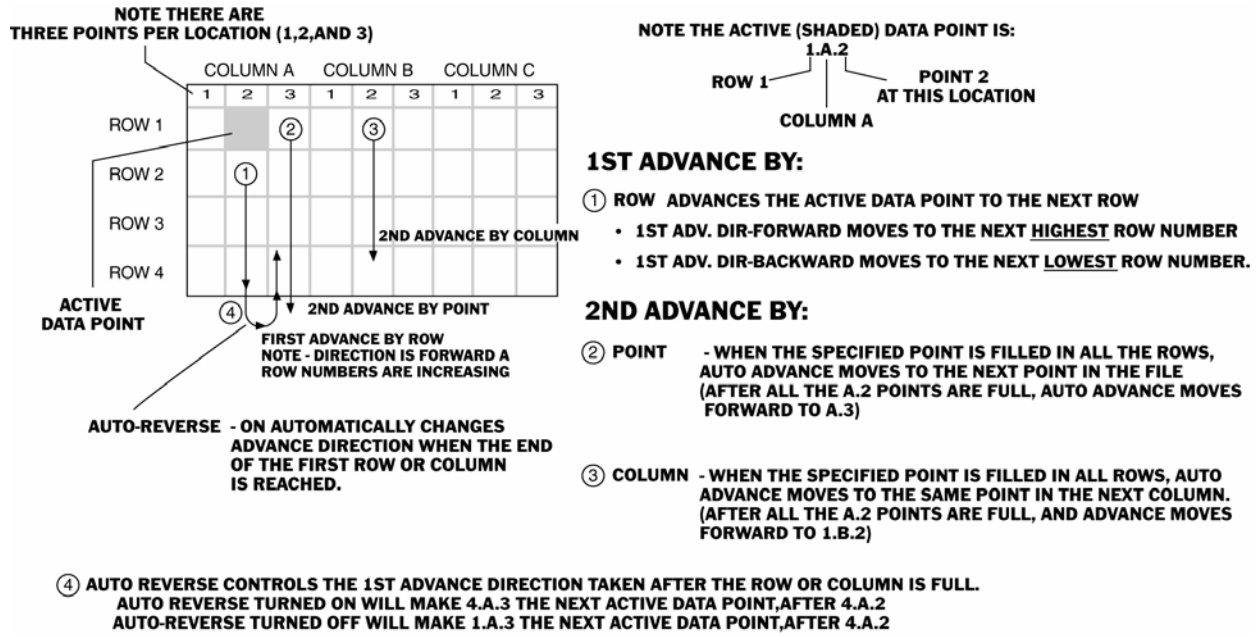 NOTE THERE ARE
THREE POINTS PER LOCATION (1,2,AND 3)
COLUMN A COLUMN B COLUMN C
1 2 3 1 2 3 1 2 3
ROW 1
2
3
ROW 2
1
ROW 3
2ND ADVANCE BY COLUMN
ROW 4
ACTIVE
DATA POINT
4
2ND ADVANCE BY POINT
FIRST ADVANCE BY ROW
NOTE - DIRECTION IS FORWARD A
ROW NUMBERS ARE INCREASING
AUTO-REVERSE - ON AUTOMATICALLY CHANGES
ADVANCE DIRECTION WHEN THE END
OF THE FIRST ROW OR COLUMN
IS REACHED.
NOTE THE ACTIVE (SHADED) DATA POINT IS:
1.A.2
ROW 1
POINT 2
AT THIS LOCATION
COLUMN A
1ST ADVANCE BY:
1 ROW ADVANCES THE ACTIVE DATA POINT TO THE NEXT ROW
• 1ST ADV. DIR-FORWARD MOVES TO THE NEXT HIGHEST ROW NUMBER
• 1ST ADV. DIR-BACKWARD MOVES TO THE NEXT LOWEST ROW NUMBER.
2ND ADVANCE BY:
2 POINT - WHEN THE SPECIFIED POINT IS FILLED IN ALL THE ROWS,
AUTO ADVANCE MOVES TO THE NEXT POINT IN THE FILE
(AFTER ALL THE A.2 POINTS ARE FULL, AUTO ADVANCE MOVES
FORWARD TO A.3)
3 COLUMN - WHEN THE SPECIFIED POINT IS FILLED IN ALL ROWS, AUTO
ADVANCE MOVES TO THE SAME POINT IN THE NEXT COLUMN.
(AFTER ALL THE A.2 POINTS ARE FULL, AND ADVANCE MOVES
FORWARD TO 1.B.2)
4 AUTO REVERSE CONTROLS THE 1ST ADVANCE DIRECTION TAKEN AFTER THE ROW OR COLUMN IS FULL.
AUTO REVERSE TURNED ON WILL MAKE 4.A.3 THE NEXT ACTIVE DATA POINT,AFTER 4.A.2
AUTO-REVERSE TURNED OFF WILL MAKE 1.A.3 THE NEXT ACTIVE DATA POINT,AFTER 4.A.2